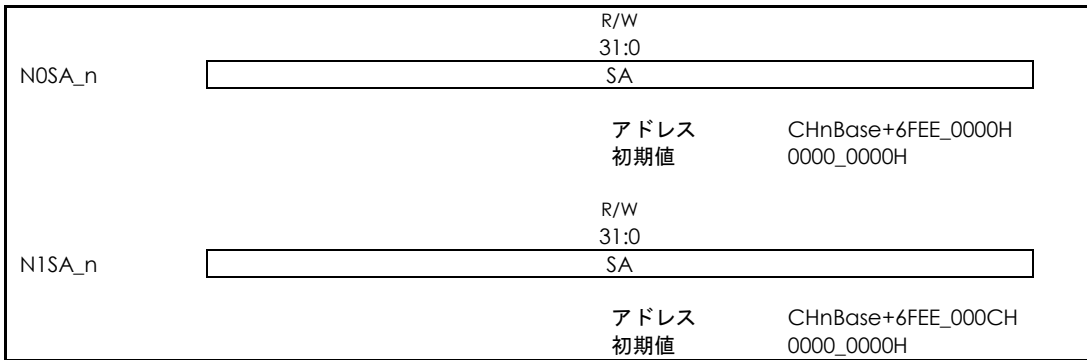 R/W
31:0
N0SA_n SA
アドレス CHnBase+6FEE_0000H
初期値 0000_0000H
R/W
31:0
N1SA_n SA
アドレス CHnBase+6FEE_000CH
初期値 0000_0000H